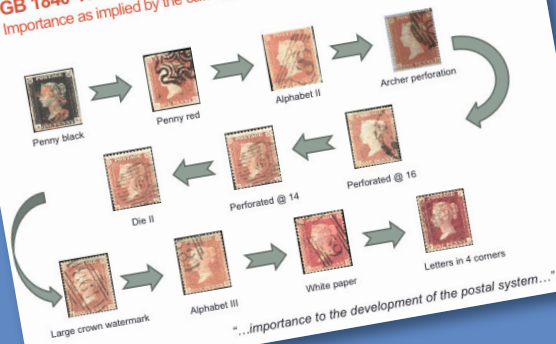 GB 1840
Importance as implied by the
Penny black
Penny red
Alphabet II
Archer perforation
Perforated @ 16
Perforated @ 14
Die II
Large crown watermark
Alphabet III
White paper
Letters in 4 corners
"...importance to the development of the postal system..."